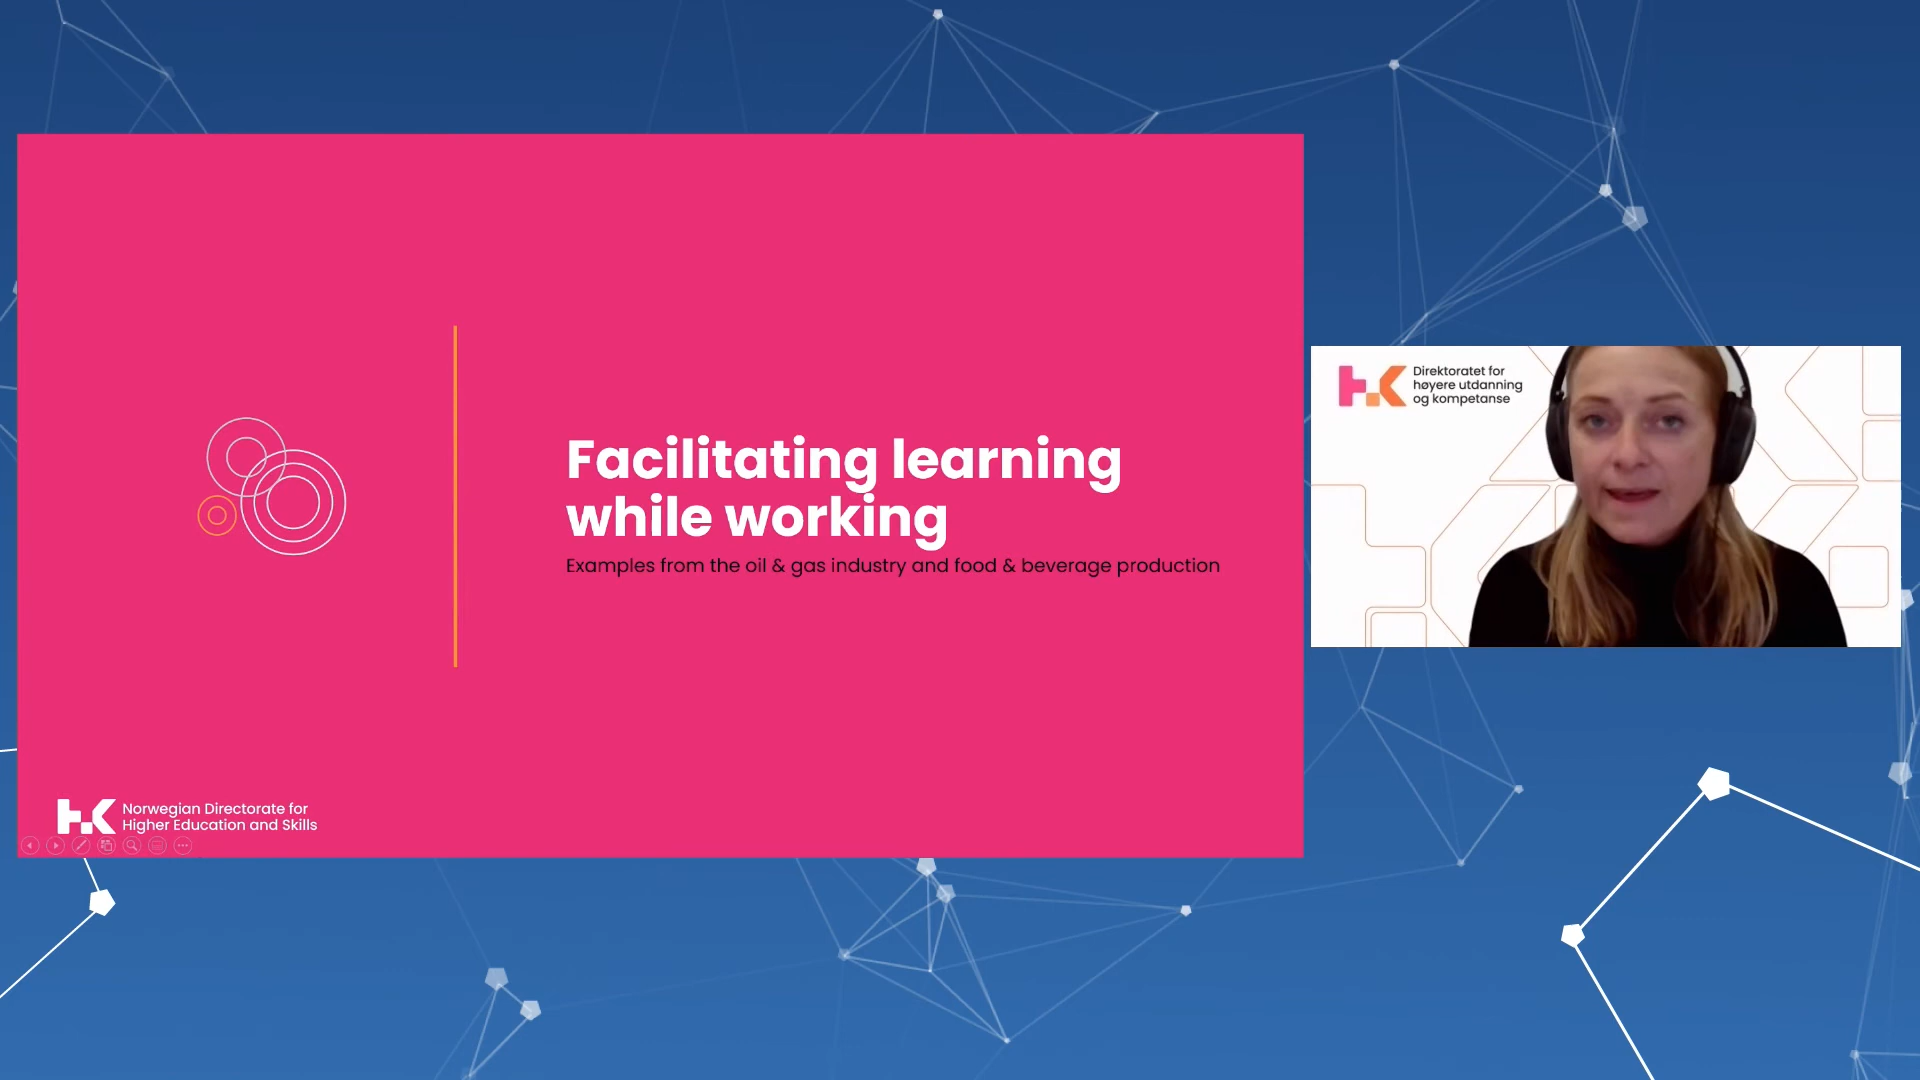 Facilitating learning
while working
Examples from the oil & gas industry and food & beverage production
Norwegian Directorate for
Higher Education and Skills
Direktoratet for
høyere utdanning
og kompetanse